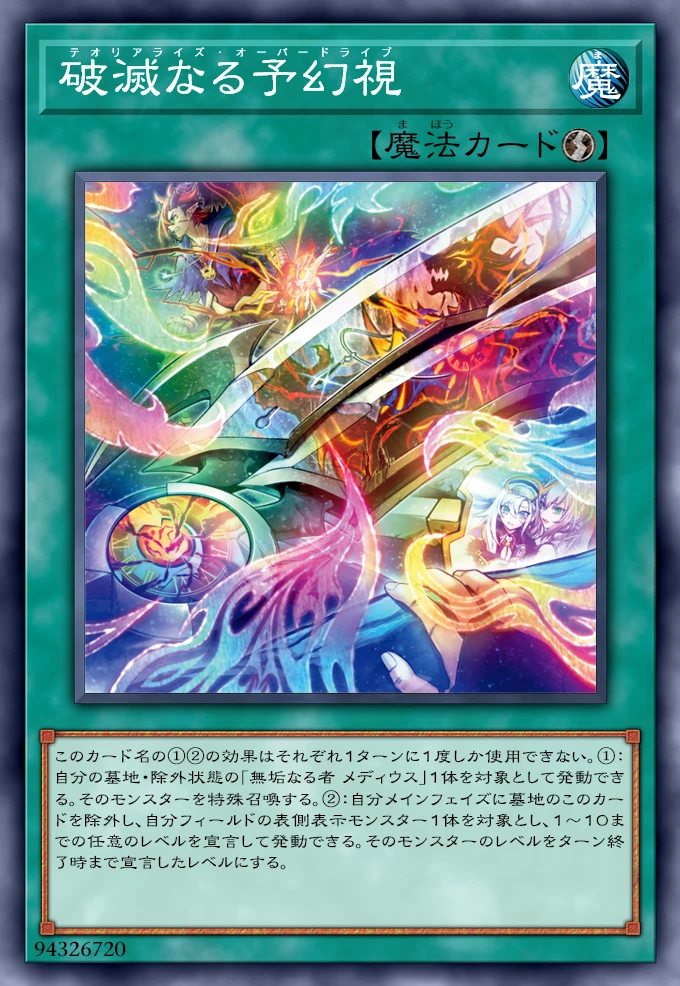 テオリアライズ・オーバードライブ
破滅なる予幻視
ま
魔
ま ほう
【魔法カード】
このカード名の①②の効果はそれぞれ1ターンに1度しか使用できない。①：
自分の墓地・除外状態の「無垢なる者 メディウス」1体を対象として発動でき
る。そのモンスターを特殊召喚する。②：自分メインフェイズに墓地のこのカー
ドを除外し、自分フィールドの表側表示モンスター1体を対象とし、1～10ま
での任意のレベルを宣言して発動できる。そのモンスターのレベルをターン終
了時まで宣言したレベルにする。
94326720